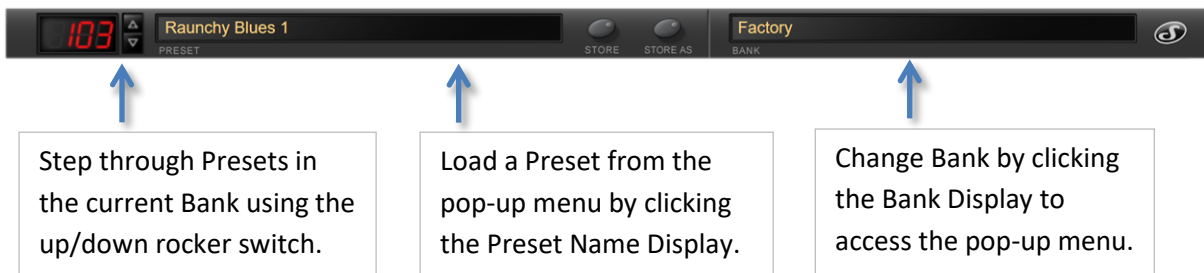 103
Raunchy Blues 1
PRESET
STORE
STORE AS
Factory
BANK
Step through Presets in
the current Bank using the
up/down rocker switch.
Load a Preset from the
pop-up menu by clicking
the Preset Name Display.
Change Bank by clicking
the Bank Display to
access the pop-up menu.